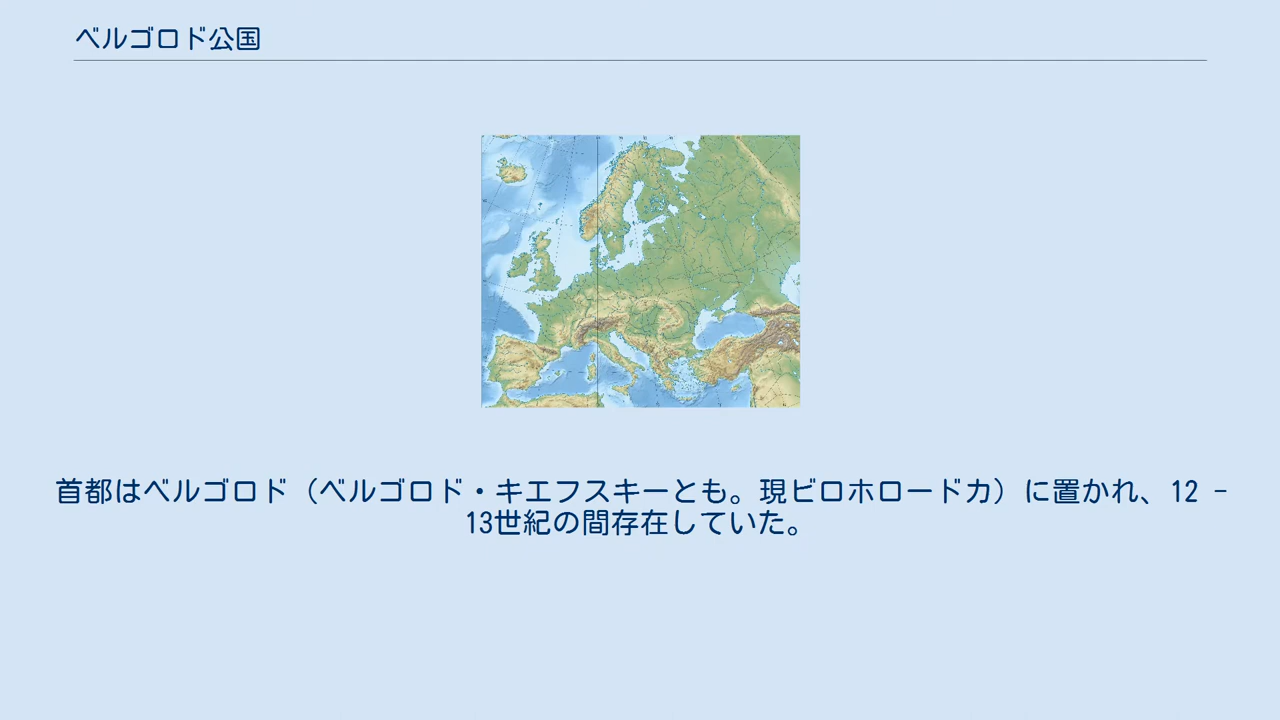 ベルゴロド公国
首都はベルゴロド（ベルゴロド・キエフスキーとも。現ビロホロードカ）に置かれ、12 -
13世紀の間存在していた。